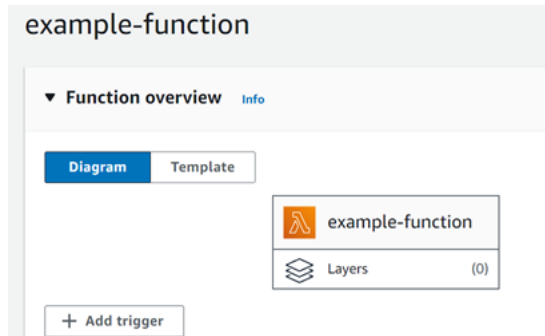 example-function
Function overview Info
Diagram Template
example-function
Layers (0)
+ Add trigger